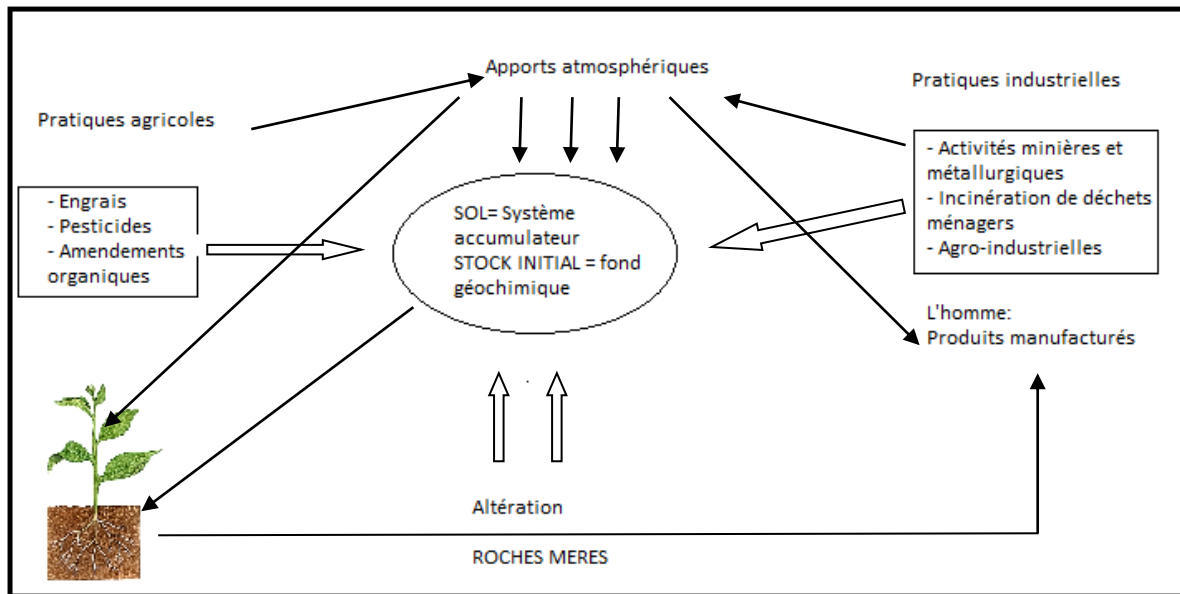 Apports atmosphériques
Pratiques industrielles
Pratiques agricoles
- Activités minières et
métallurgiques
- Incinération de déchets
ménagers
- Agro-industrielles
- Engrais
- Pesticides
- Amendements
organiques
SOL= Système
accumulateur
STOCK INITIAL = fond
géochimique
L'homme:
Produits manufacturés
Altération
ROCHES MERES